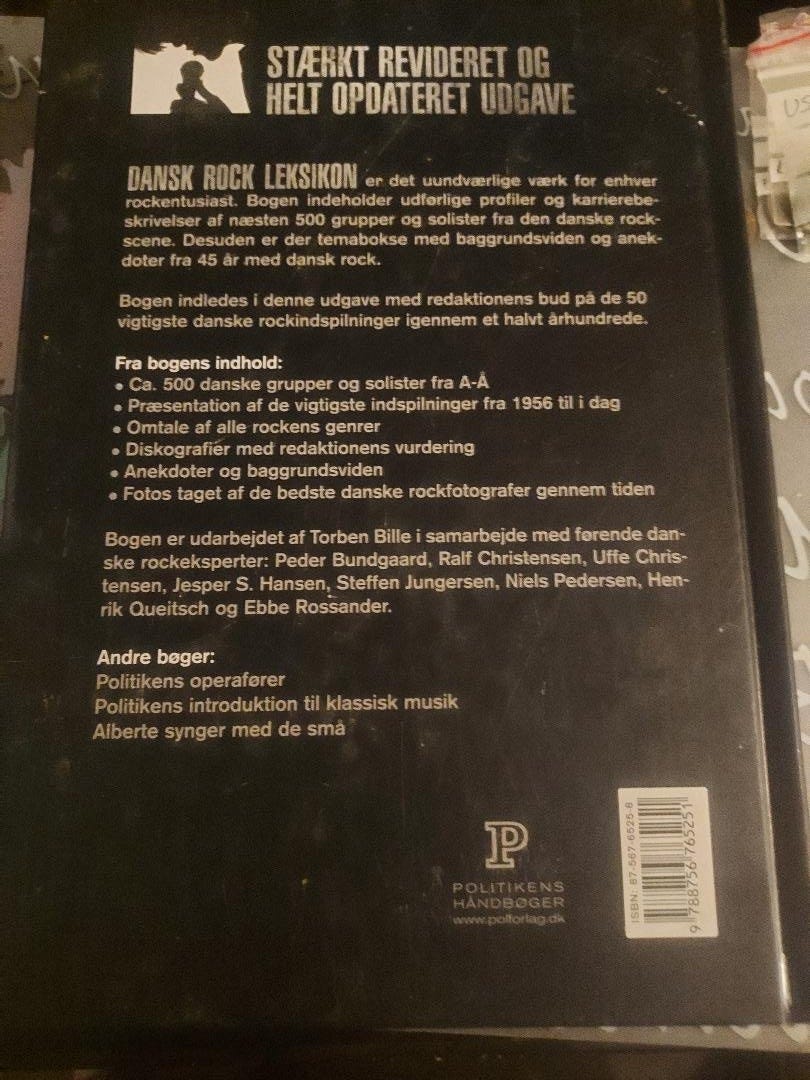 STÆRKT REVIDERET OG
HELT OPDATERET UDGAVE
DANSK ROCK LEKSIKON er det uundværlige værk for enhver
rockentusiast. Bogen indeholder udførlige profiler og karrierebe-
skrivelser af næsten 500 grupper og solister fra den danske rock-
scene. Desuden er der temabokse med baggrundsviden og anek-
doter fra 45 år med dansk rock.
Bogen indledes i denne udgave med redaktionens bud på de 50
vigtigste danske rockindspilninger igennem et halvt århundrede.
Fra bogens indhold:
• Ca. 500 danske grupper og solister fra A-Å
• Præsentation af de vigtigste indspilninger fra 1956 til i dag
• Omtale af alle rockens genrer
• Diskografier med redaktionens vurdering
• Anekdoter og baggrundsviden
• Fotos taget af de bedste danske rockfotografer gennem tiden
Bogen er udarbejdet af Torben Bille i samarbejde med førende dan-
ske rockeksperter: Peder Bundgaard, Ralf Christensen, Uffe Chris-
tensen, Jesper S. Hansen, Steffen Jungersen, Niels Pedersen, Hen-
rik Queitsch og Ebbe Rossander.
Andre bøger:
Politikens operafører
Politikens introduktion til klassisk musik
Alberte synger med de små
P
POLITIKENS
HÅNDBØGER
www.polforlag.dk
ISBN: 87-567-6525-8
9 788756 765251